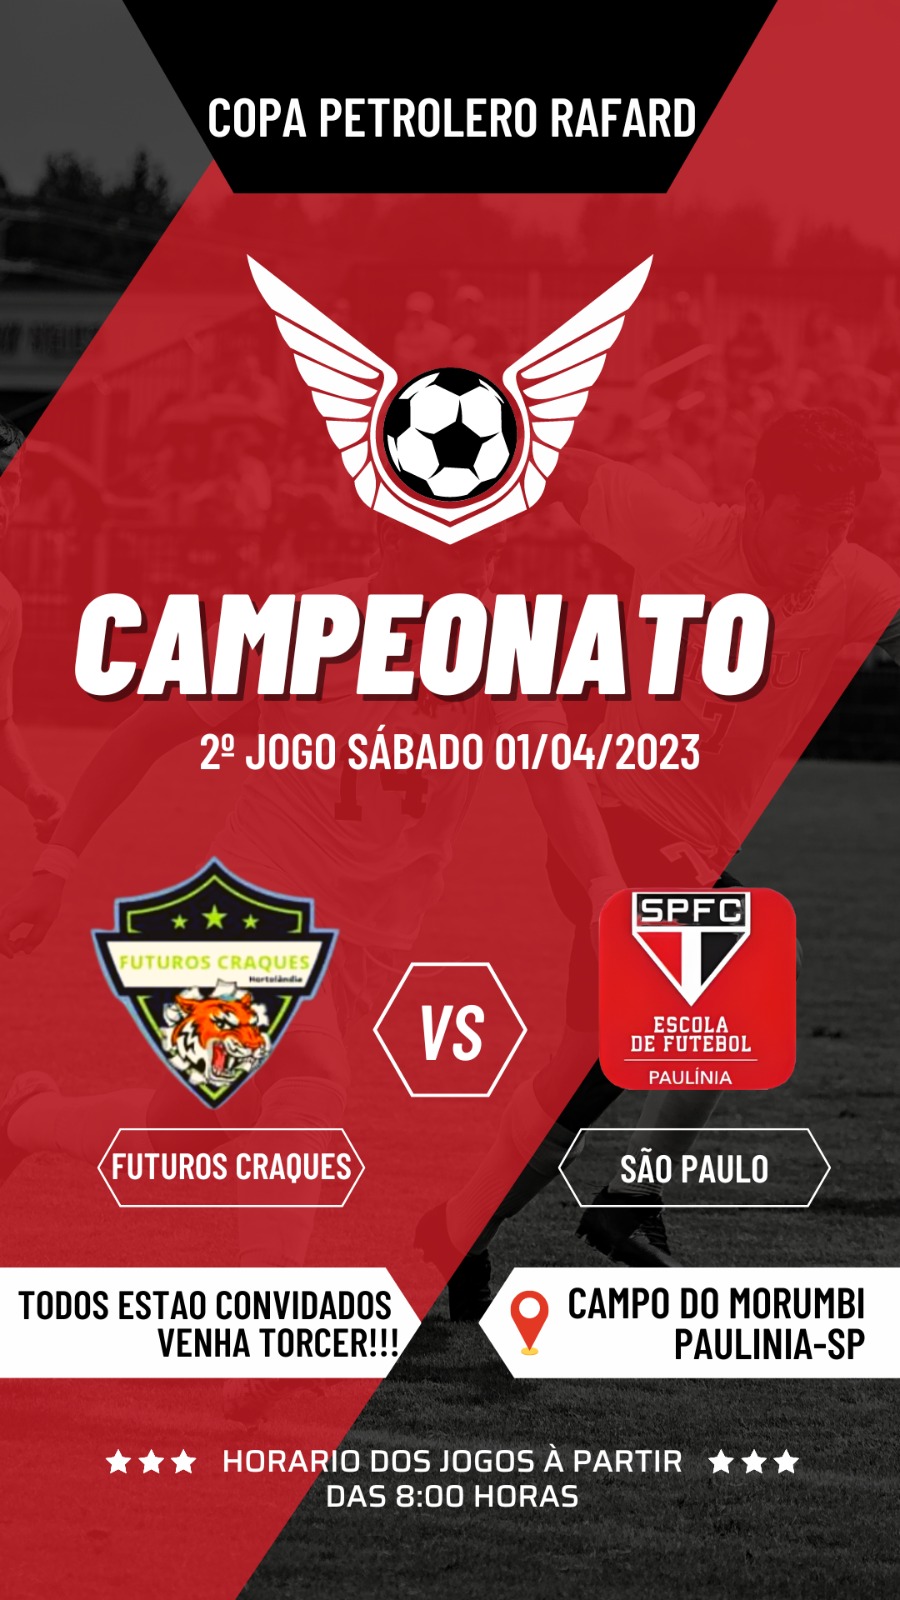 COPA PETROLERO RAFARD
CAMPEONATO
2º JOGO SÁBADO 01/04/2023
FUTUROS CRAQUES
Hortolândia
SPFC
ESCOLA
DE FUTEBOL
PAULÍNIA
VS
FUTUROS CRAQUES
SÃO PAULO
TODOS ESTAO CONVIDADOS
VENHA TORCER!!!
CAMPO DO MORUMBI
PAULINIA-SP
HORARIO DOS JOGOS À PARTIR
DAS 8:00 HORAS